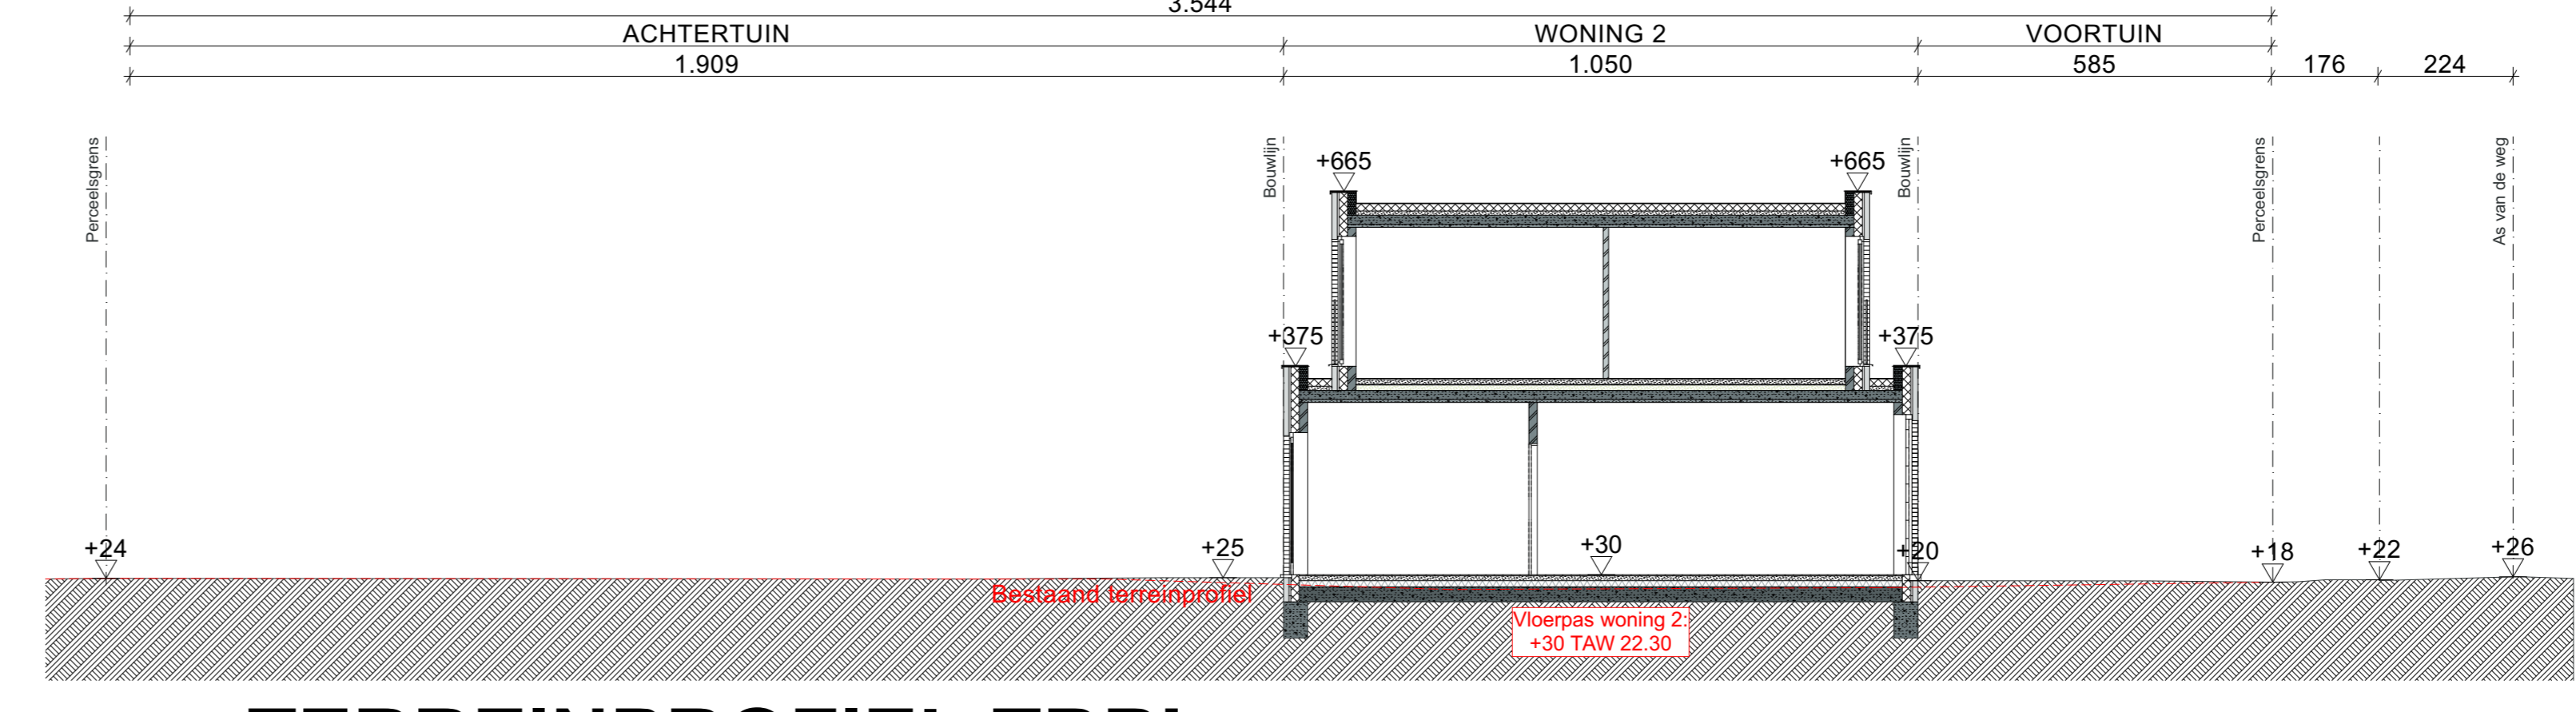 3.544
ACHTERTUIN WONING 2 VOORTUIN
1.909 1.050 585 176 224
Perceelsgrens
Bouwlijn
Bouwlijn
Perceelsgrens
As van de weg
+665 +665
+375 +375
+24 +25 +30 +20 +18 +22 +26
Bestaand terreinprofiel
Vloerpas woning 2:
+30 TAW 22.30